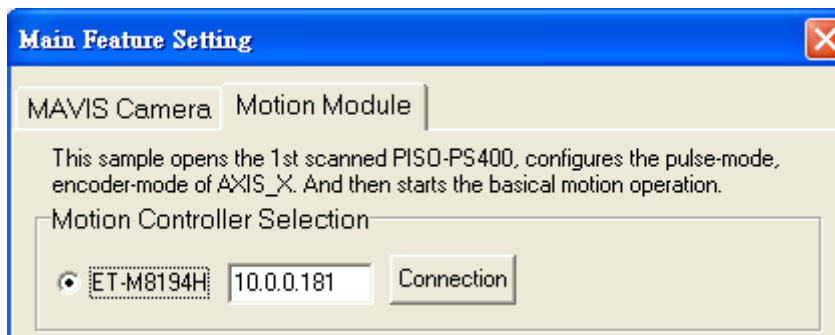 Main Feature Setting
MAVIS Camera Motion Module
This sample opens the 1st scanned PISO-PS400, configures the pulse-mode,
encoder-mode of AXIS_X. And then starts the basical motion operation.
Motion Controller Selection
ET-M8194H 10.0.0.181 Connection